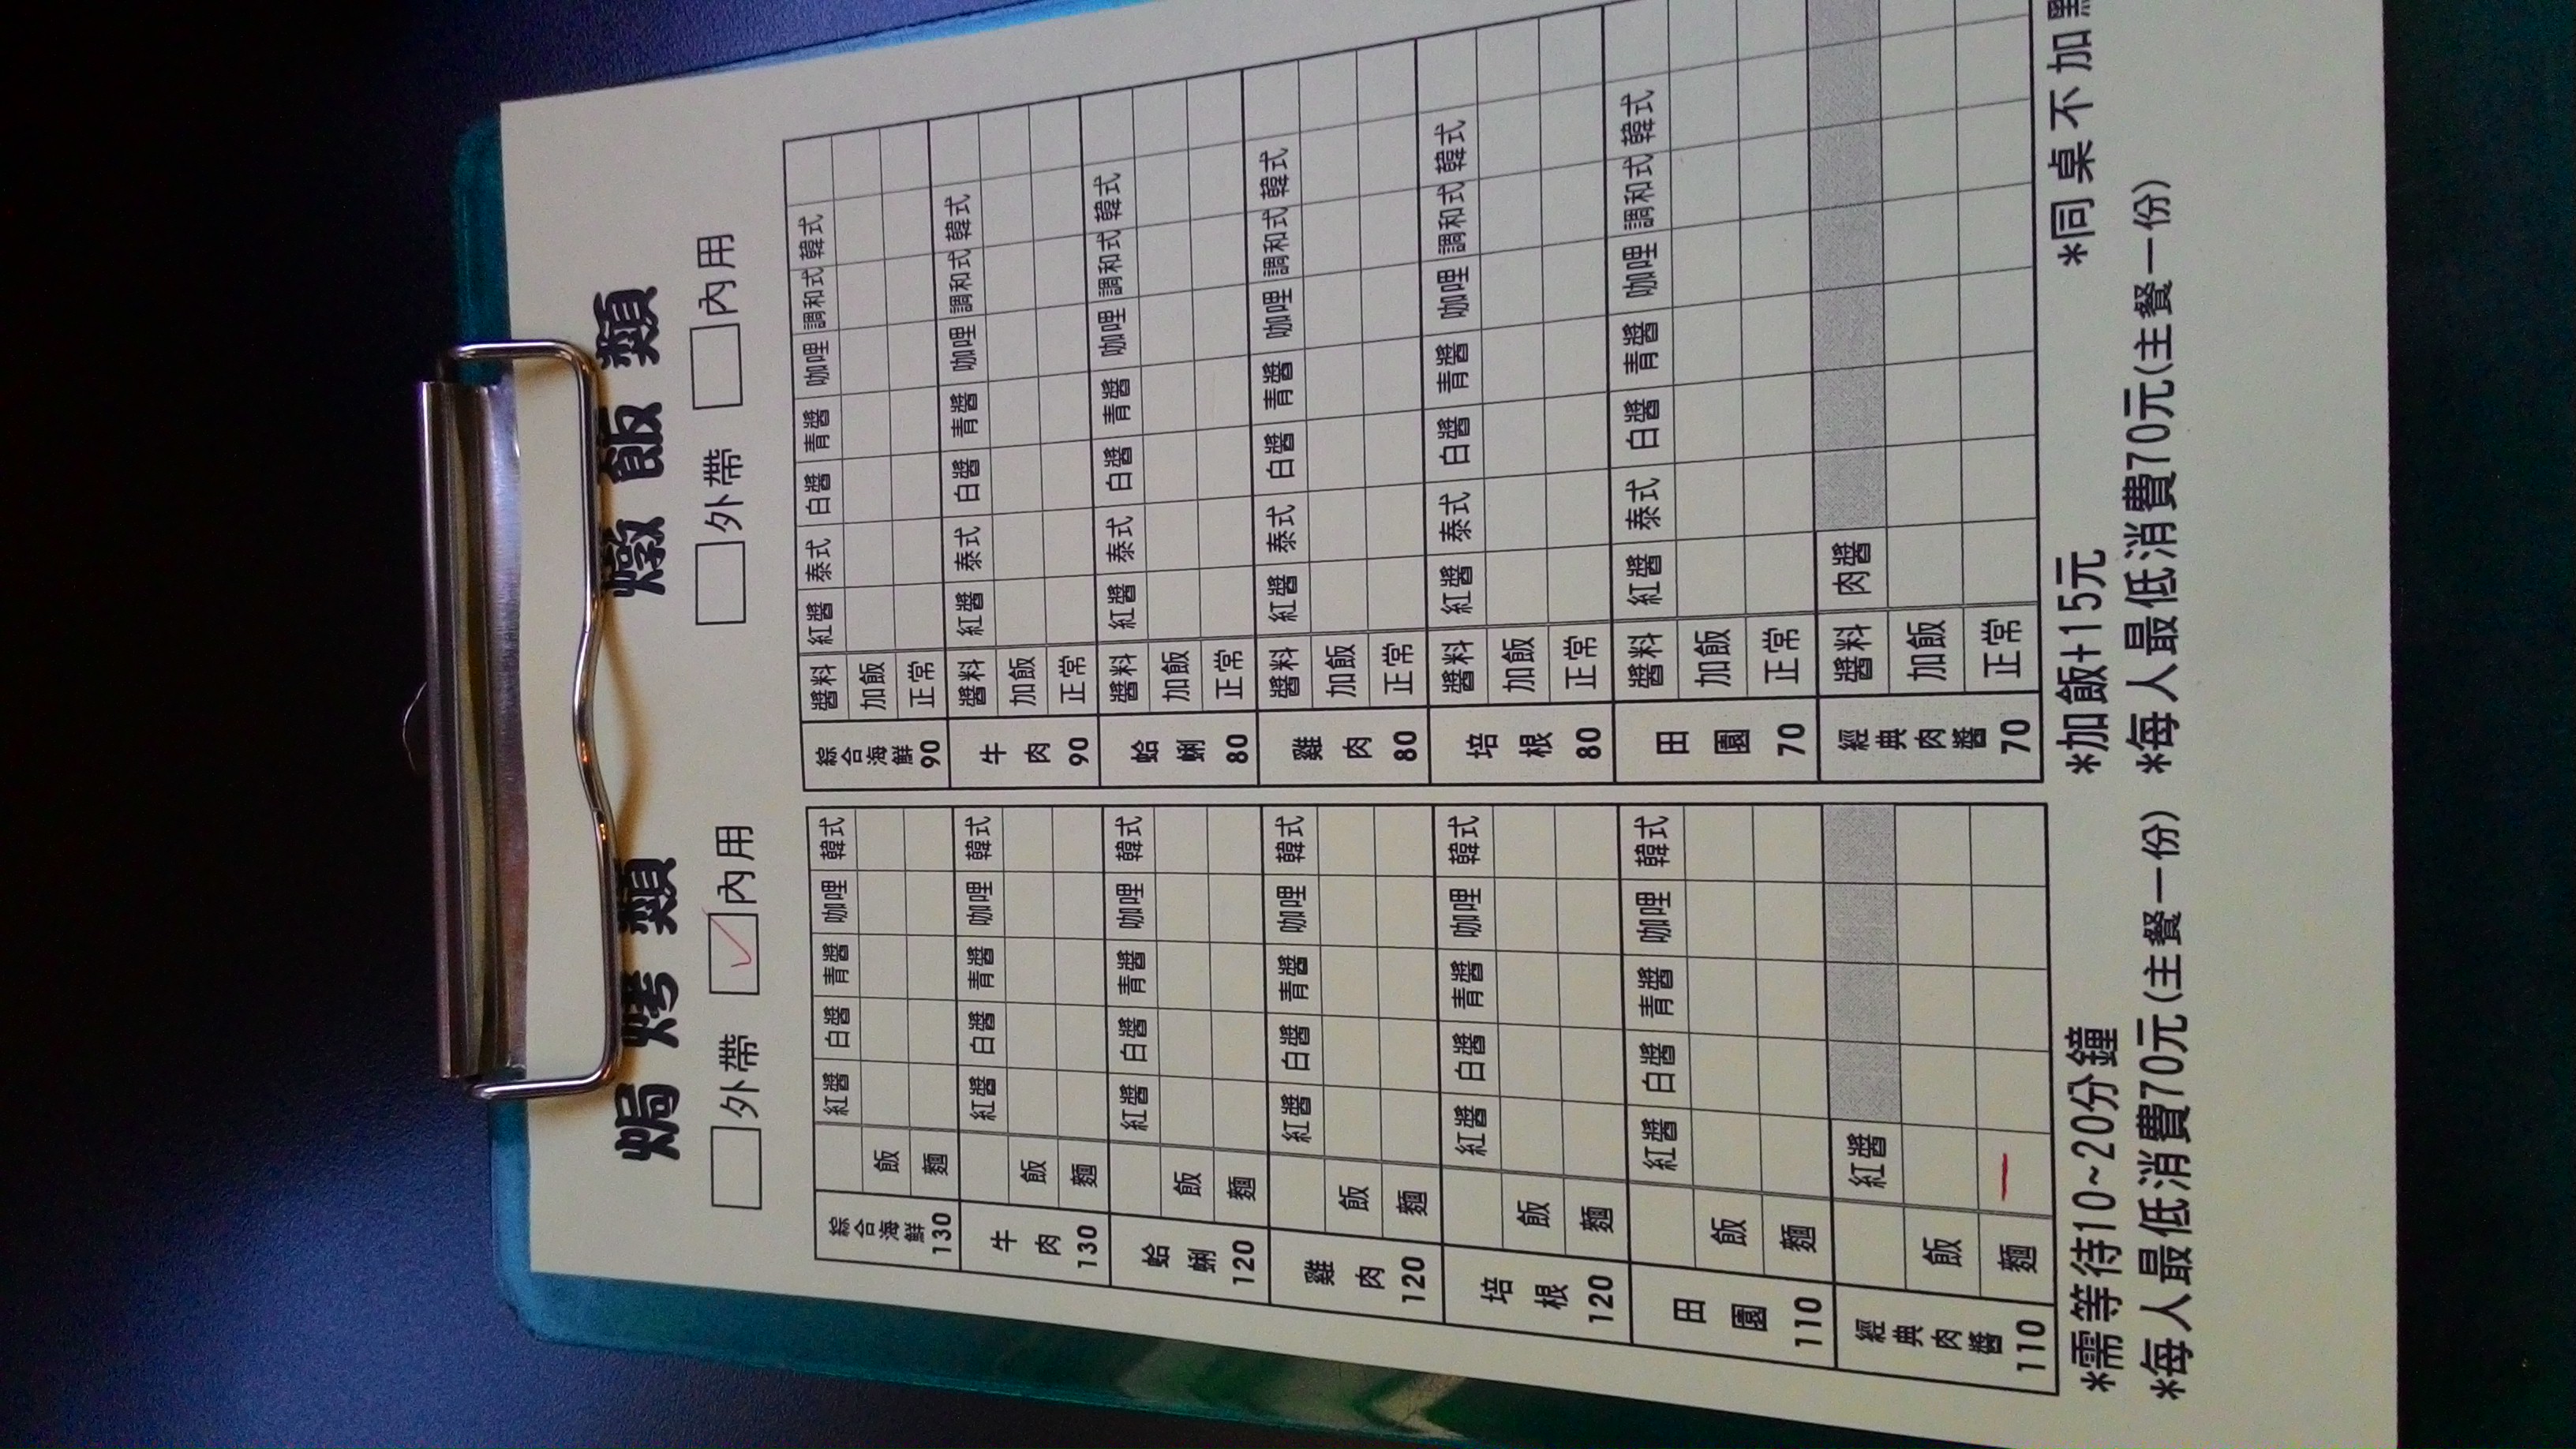 焗烤類
外帶 內用
綜合海鮮 130
紅醬 白醬 青醬 咖哩 韓式
飯
麵
牛肉 130
紅醬 白醬 青醬 咖哩 韓式
飯
麵
蛤蜊 120
紅醬 白醬 青醬 咖哩 韓式
飯
麵
雞肉 120
紅醬 白醬 青醬 咖哩 韓式
飯
麵
培根 120
紅醬 白醬 青醬 咖哩 韓式
飯
麵
田園 110
紅醬 白醬 青醬 咖哩 韓式
飯
麵
經典肉醬 110
紅醬
飯
麵 一
*需等待10~20分鐘
*每人最低消費70元(主餐一份)
燉飯類
外帶 內用
綜合海鮮 90
醬料 紅醬 泰式 白醬 青醬 咖哩 調和式 韓式
加飯
正常
牛肉 90
醬料 紅醬 泰式 白醬 青醬 咖哩 調和式 韓式
加飯
正常
蛤蜊 80
醬料 紅醬 泰式 白醬 青醬 咖哩 調和式 韓式
加飯
正常
雞肉 80
醬料 紅醬 泰式 白醬 青醬 咖哩 調和式 韓式
加飯
正常
培根 80
醬料 紅醬 泰式 白醬 青醬 咖哩 調和式 韓式
加飯
正常
田園 70
醬料 紅醬 泰式 白醬 青醬 咖哩 調和式 韓式
加飯
正常
經典肉醬 70
醬料 肉醬
加飯
正常
*加飯+15元 *同桌不加
*每人最低消費70元(主餐一份)